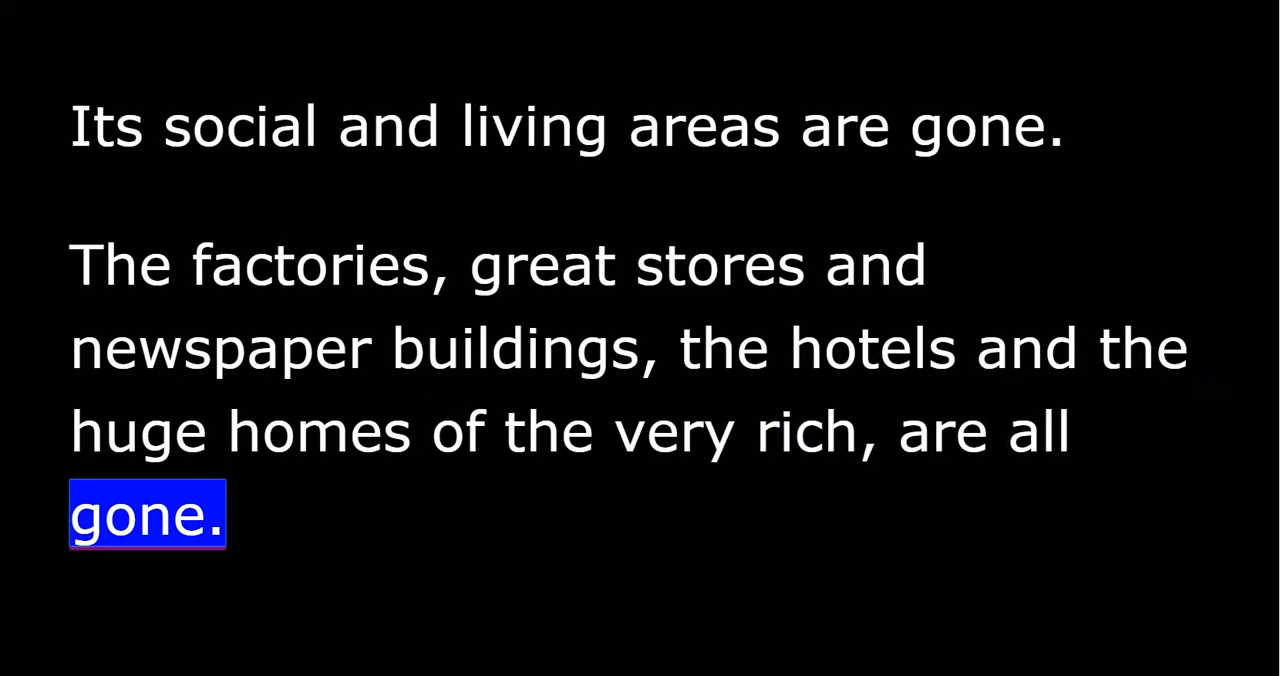 Its social and living areas are gone.
The factories, great stores and
newspaper buildings, the hotels and the
huge homes of the very rich, are all
gone.